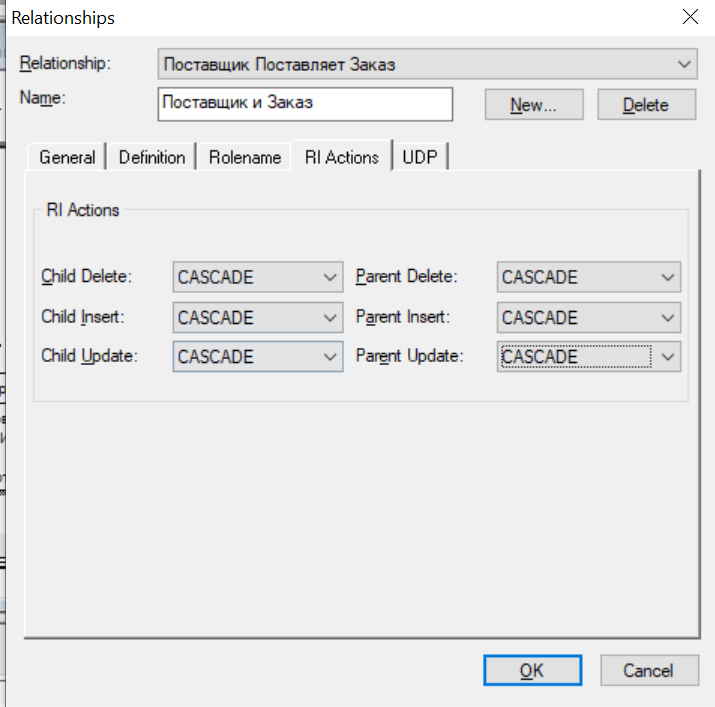 Relationships
Relationship: Поставщик Поставляет Заказ
Name: Поставщик и Заказ New... Delete
General Definition Rolename RI Actions UDP
RI Actions
Child Delete: CASCADE Parent Delete: CASCADE
Child Insert: CASCADE Parent Insert: CASCADE
Child Update: CASCADE Parent Update: CASCADE
OK Cancel